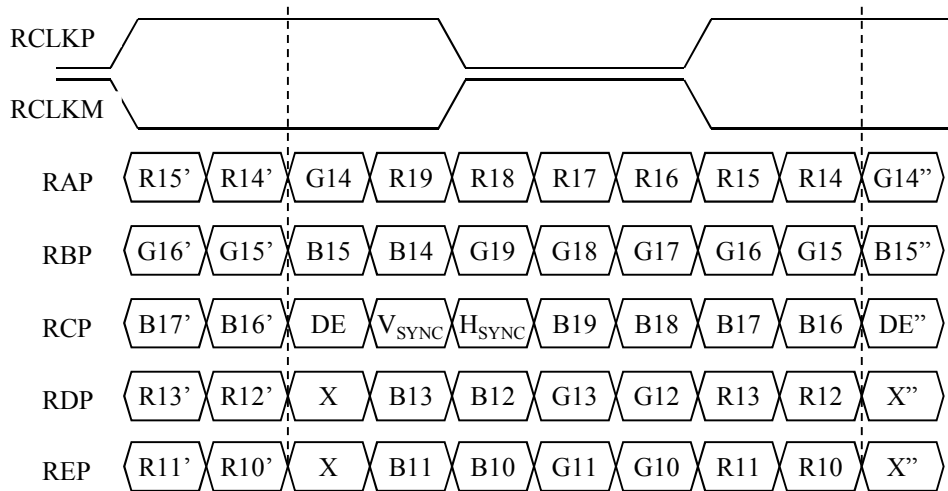 RCLKP
RCLKM
RAP R15’ R14’ G14 R19 R18 R17 R16 R15 R14 G14”
RBP G16’ G15’ B15 B14 G19 G18 G17 G16 G15 B15”
RCP B17’ B16’ DE VSYNC HSYNC B19 B18 B17 B16 DE”
RDP R13’ R12’ X B13 B12 G13 G12 R13 R12 X”
REP R11’ R10’ X B11 B10 G11 G10 R11 R10 X”